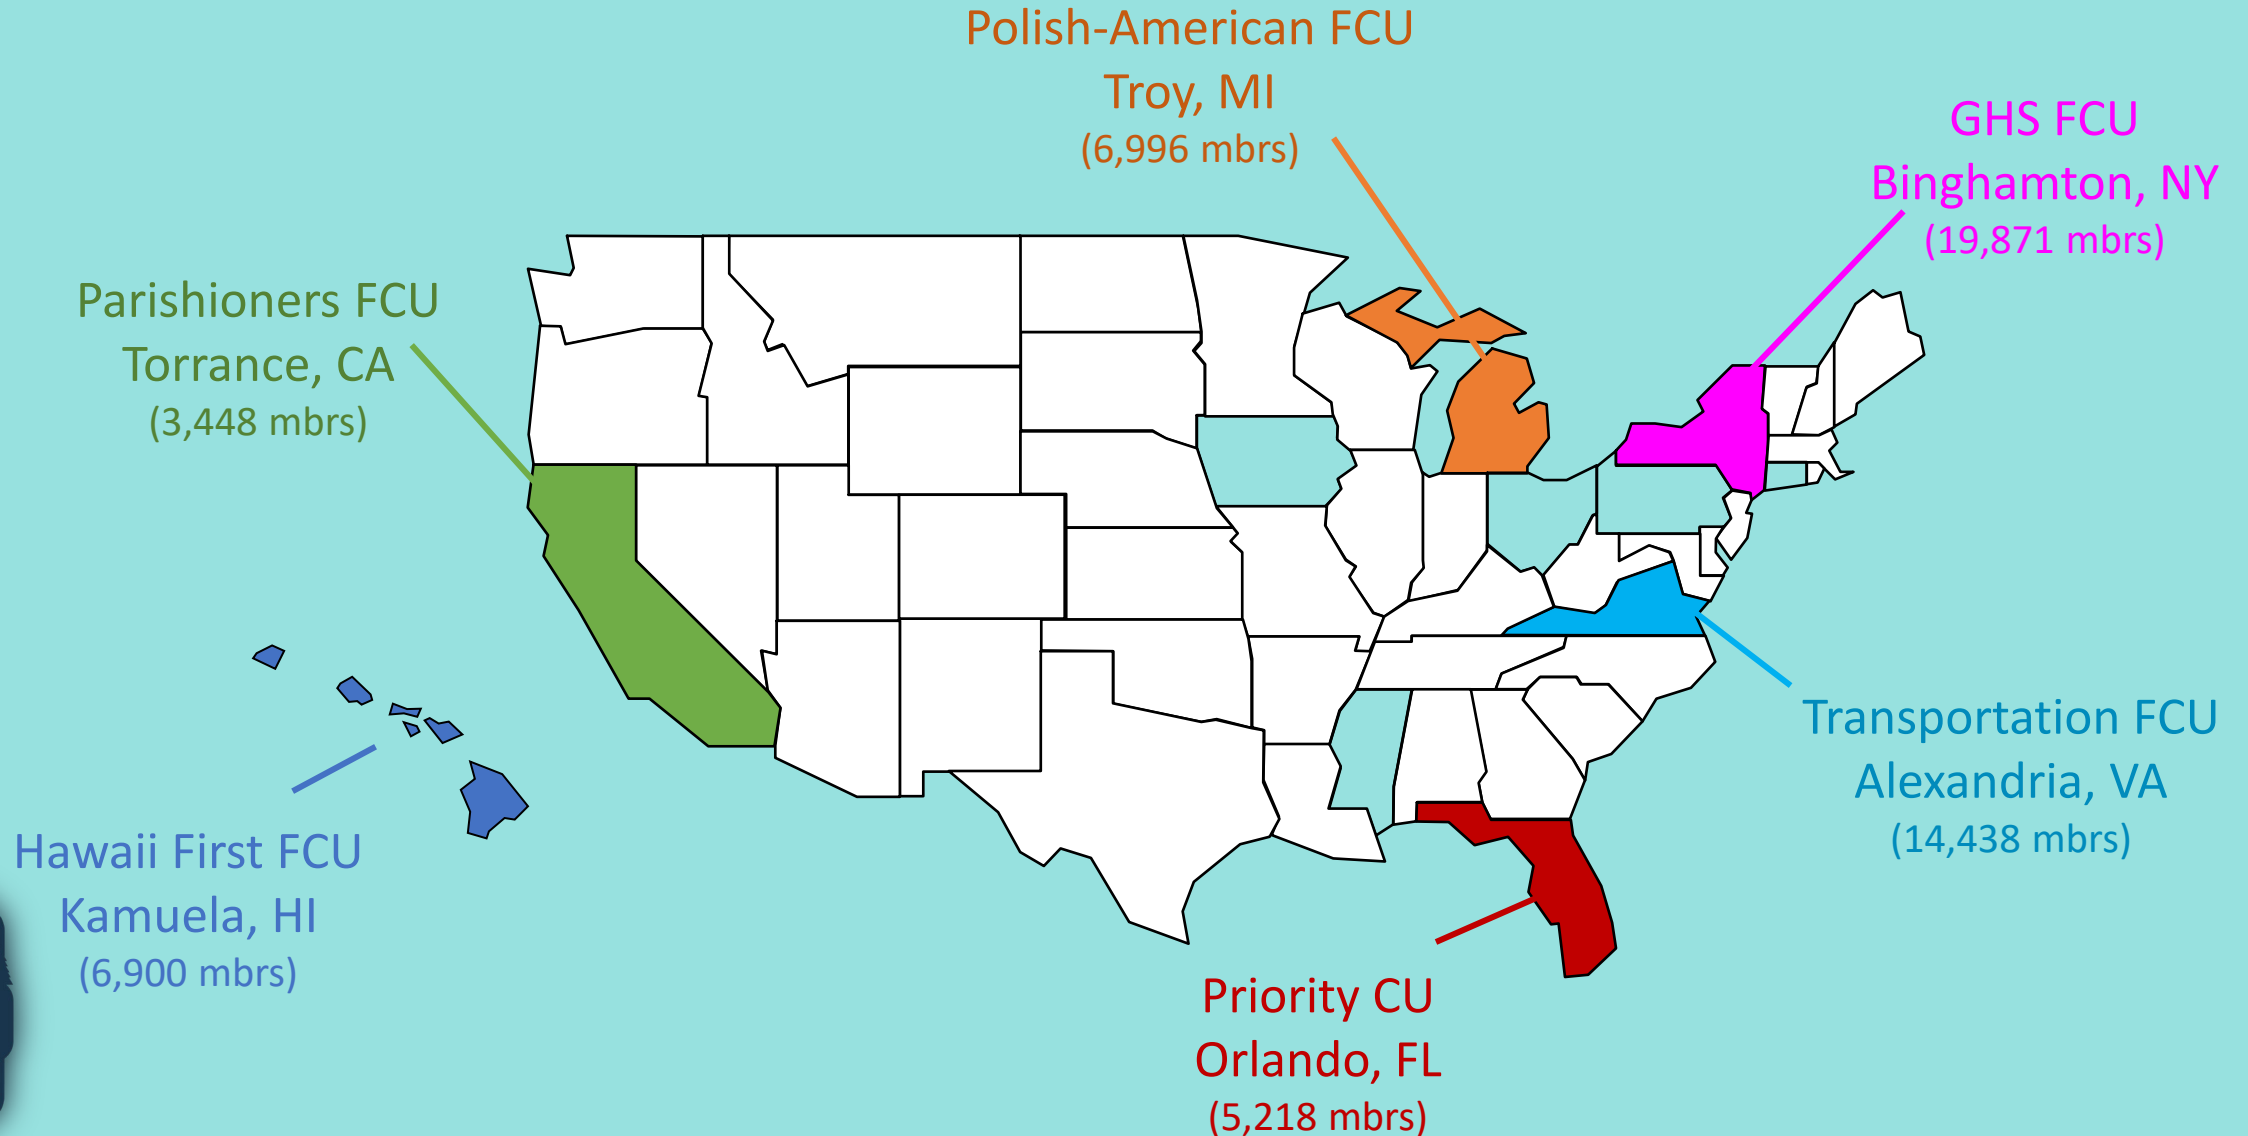 Polish-American FCU
Troy, MI
(6,996 mbrs)
GHS FCU
Binghamton, NY
(19,871 mbrs)
Parishioners FCU
Torrance, CA
(3,448 mbrs)
Transportation FCU
Alexandria, VA
(14,438 mbrs)
Hawaii First FCU
Kamuela, HI
(6,900 mbrs)
Priority CU
Orlando, FL
(5,218 mbrs)